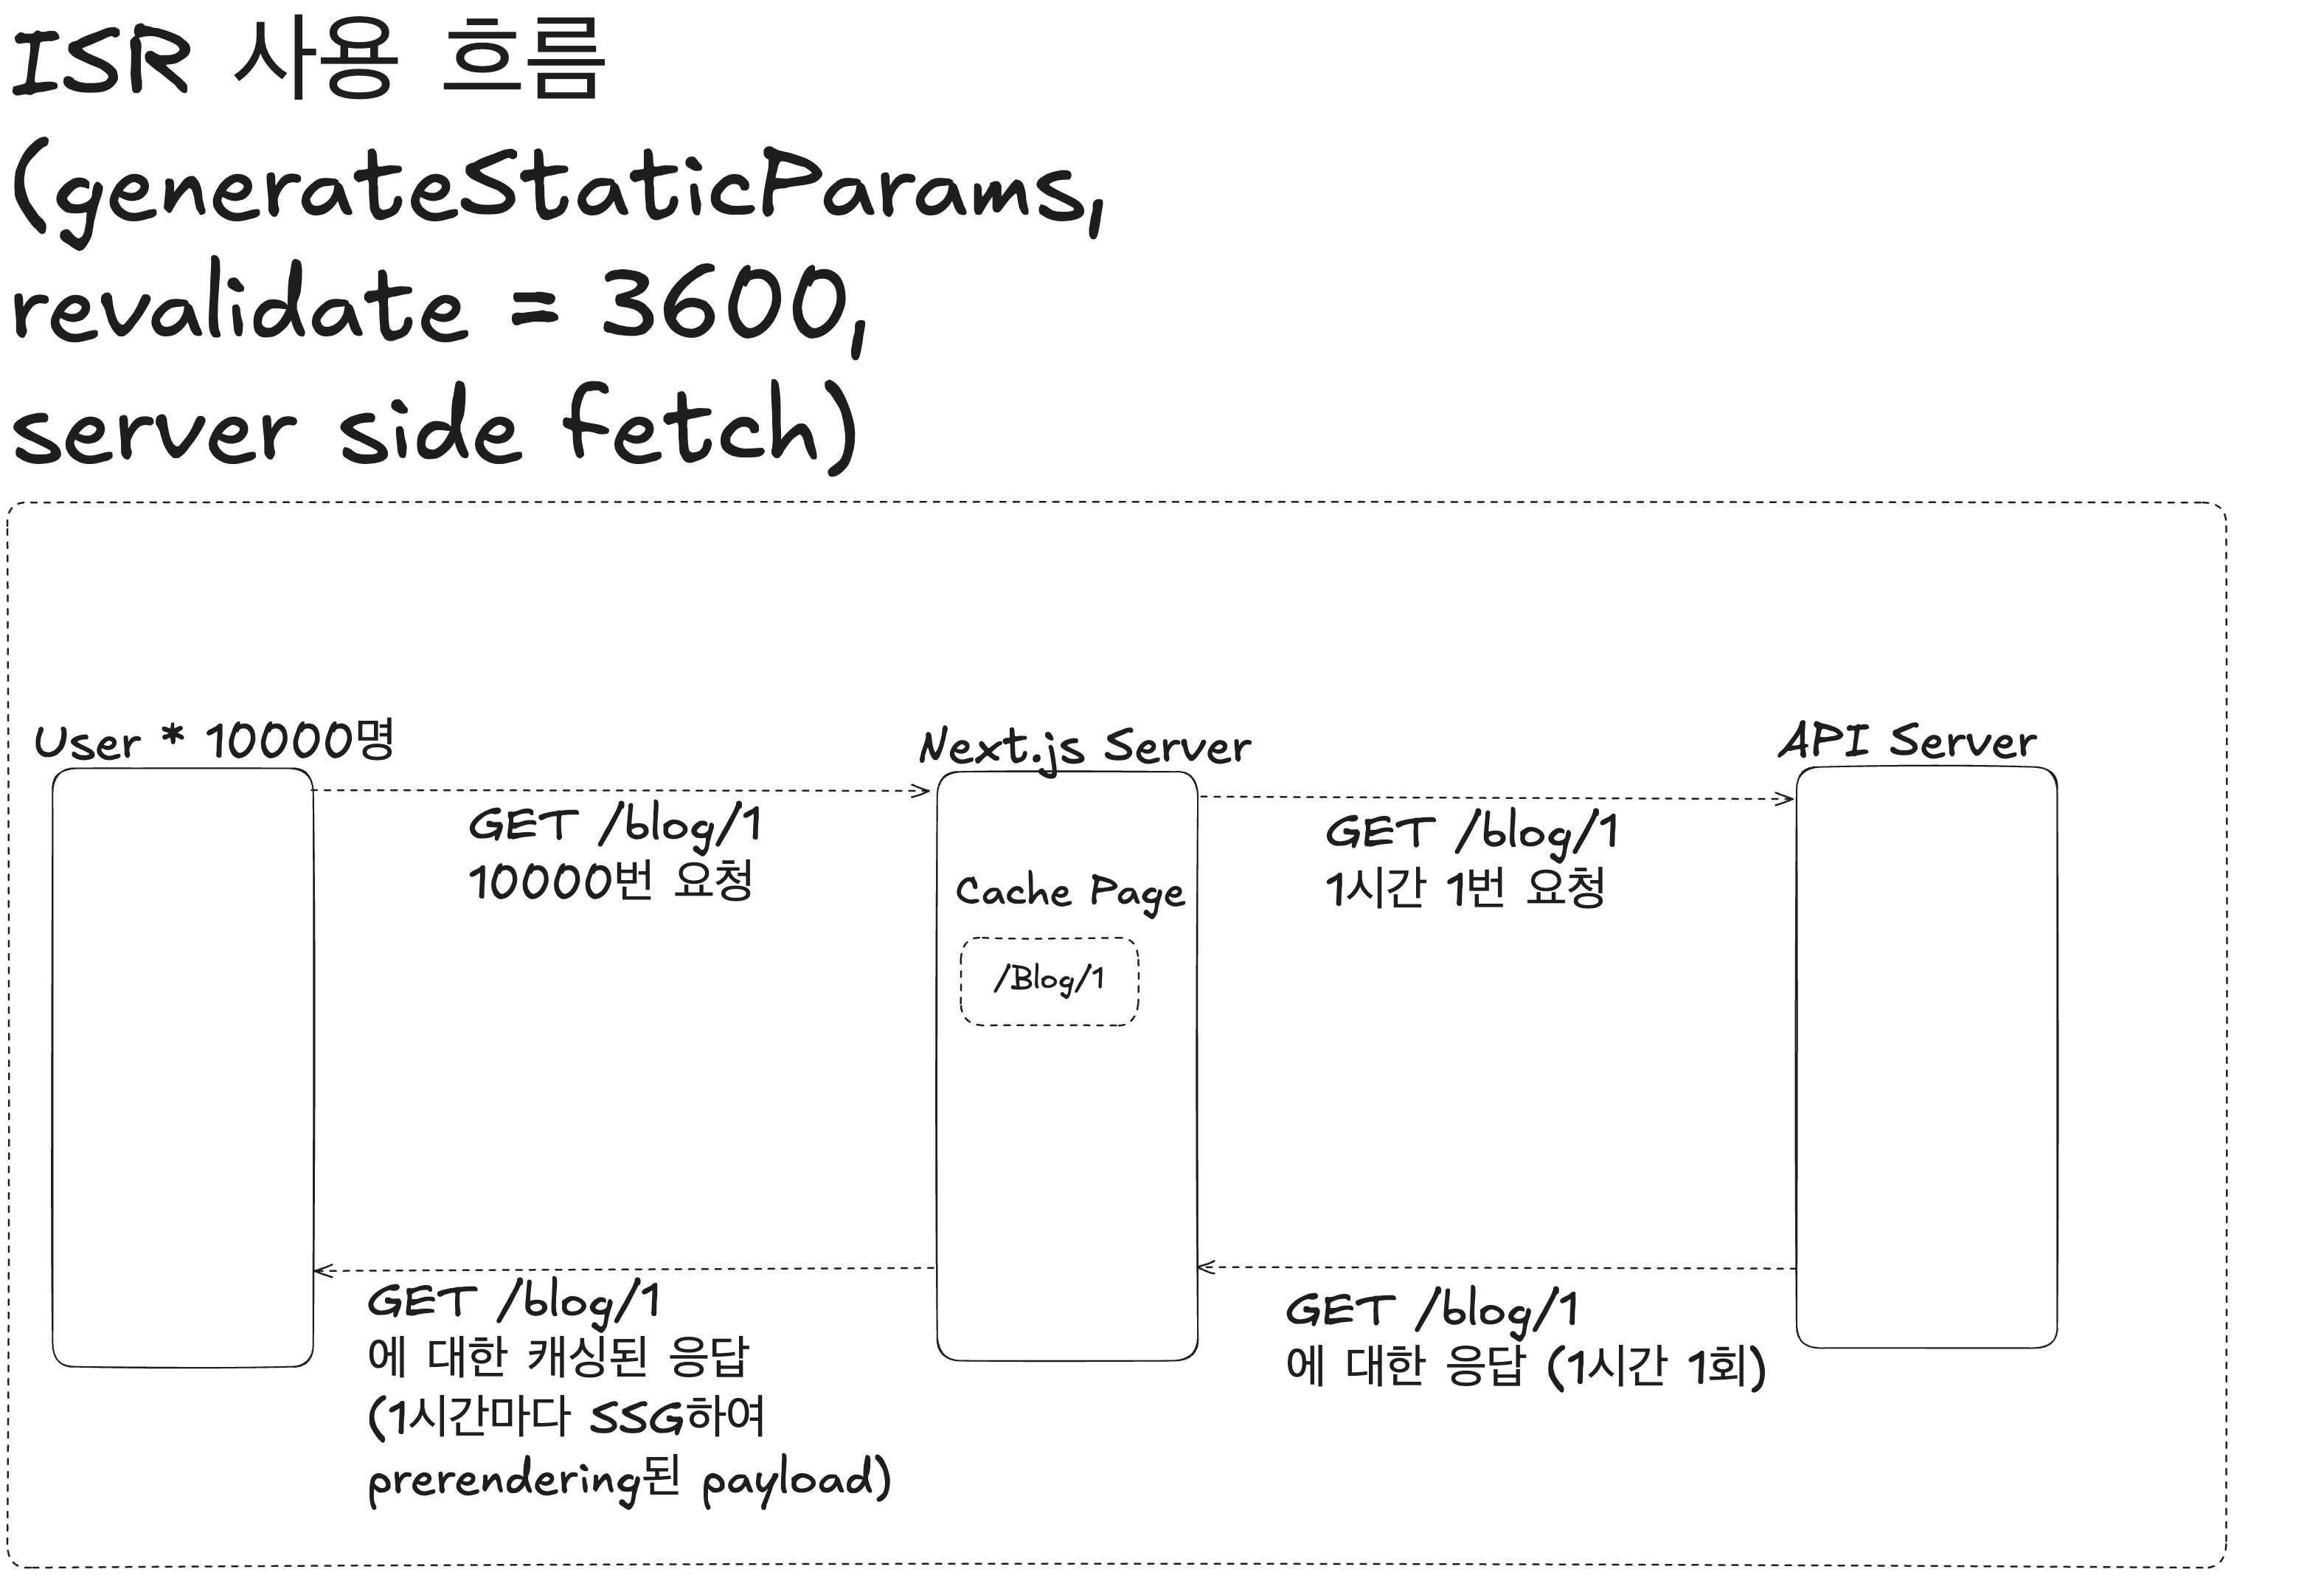 ISR 사용 흐름
(generateStaticParams,
revalidate = 3600,
server side fetch)
User * 10000명
Next.js Server
API Server
GET /blog/1
10000번 요청
GET /blog/1
1시간 1번 요청
Cache Page
/Blog/1
GET /blog/1
에 대한 캐싱된 응답
(1시간마다 SSG하여
prerendering된 payload)
GET /blog/1
에 대한 응답 (1시간 1회)